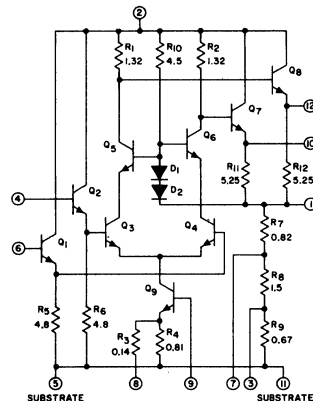 2
R1
1.32
R10
4.5
R2
1.32
Q8
Q7
12
Q5
Q6
10
D1
R11
5.25
R12
5.25
D2
4
Q2
1
Q3
Q4
R7
0.82
6
Q1
R8
1.5
Q9
R5
4.8
R6
4.8
R3
0.14
R4
0.81
R9
0.67
5
8
9
7
3
11
SUBSTRATE
SUBSTRATE